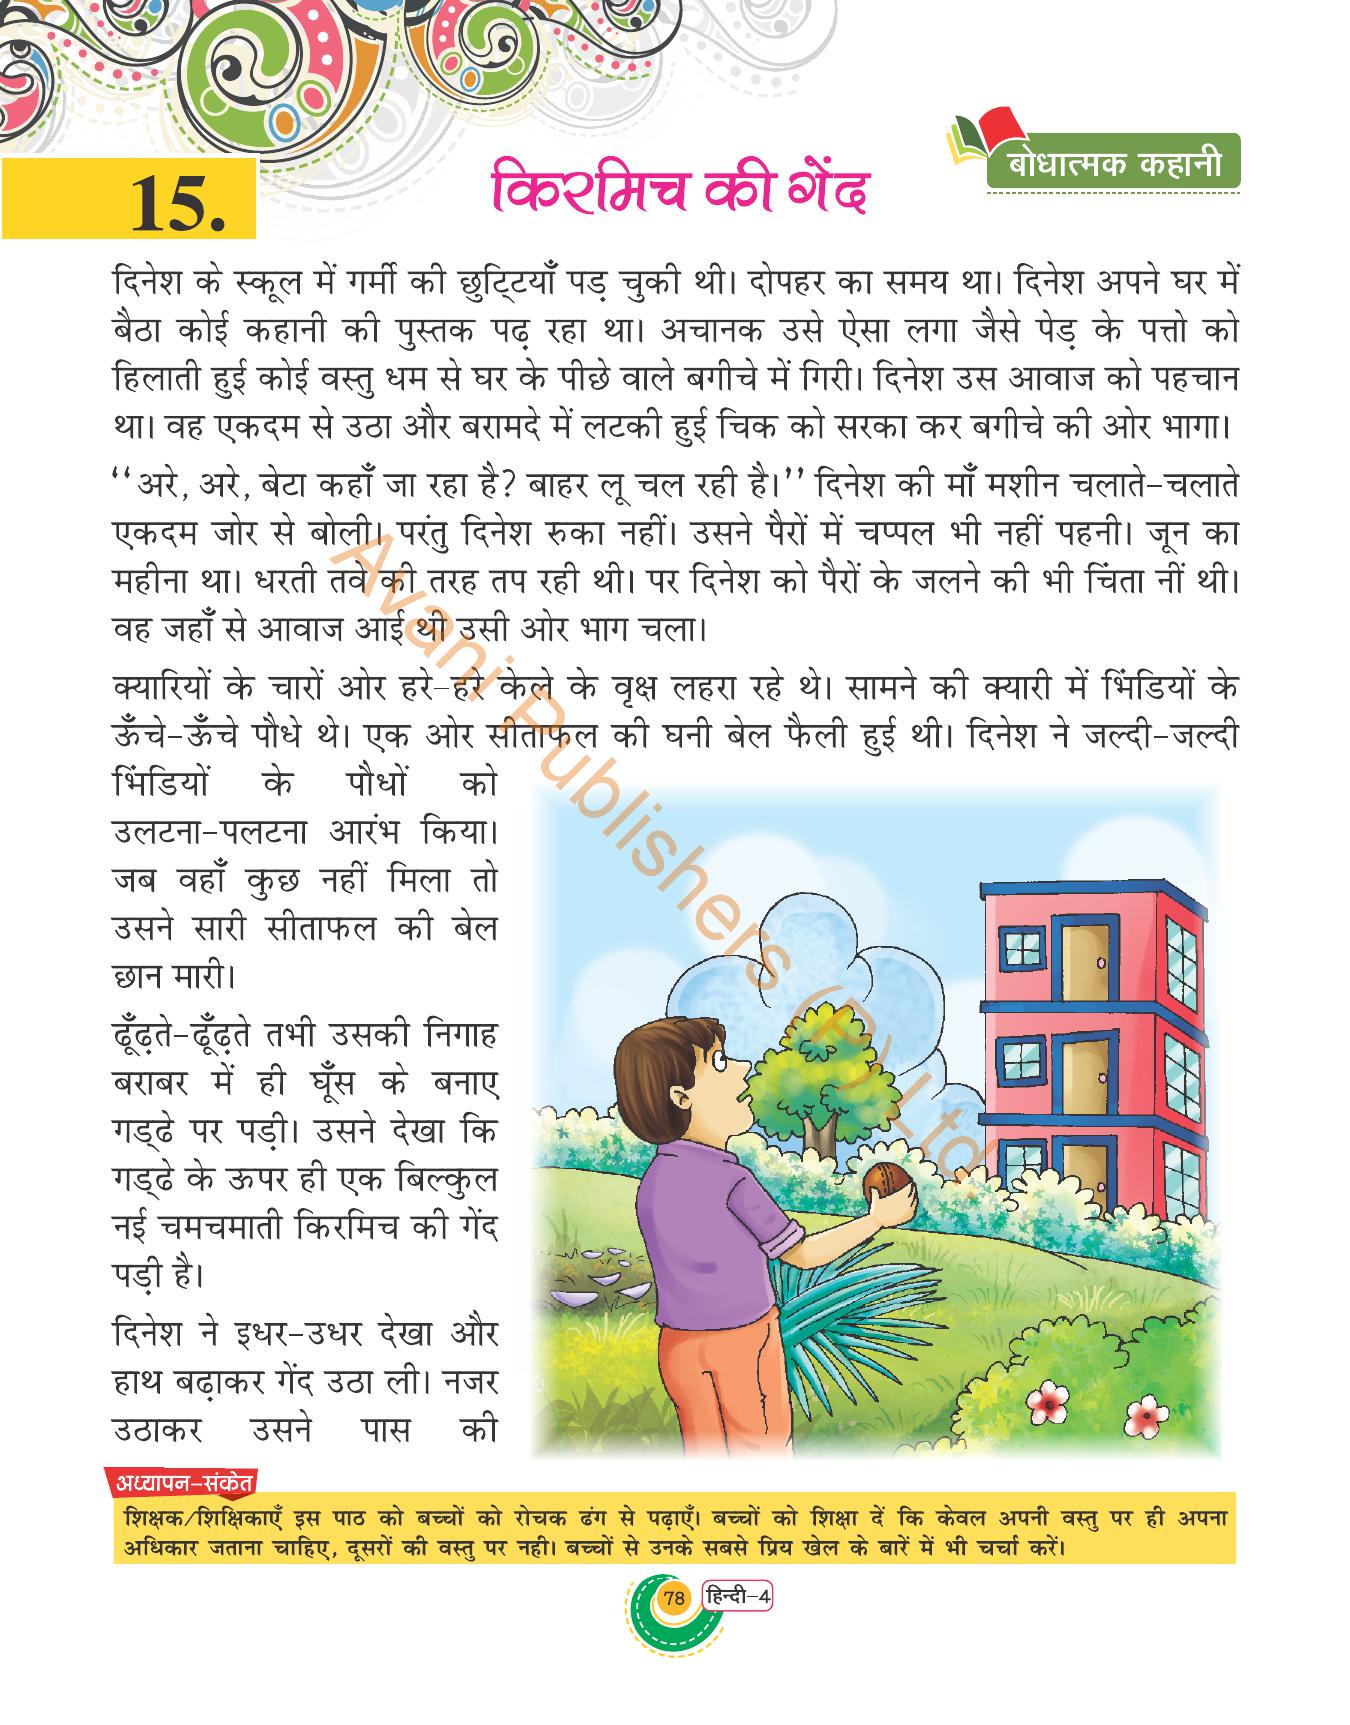 बोधात्मक कहानी
15.
किरमिच की गेंद
दिनेश के स्कूल में गर्मी की छुट्टियाँ पड़ चुकी थी। दोपहर का समय था। दिनेश अपने घर में
बैठा कोई कहानी की पुस्तक पढ़ रहा था। अचानक उसे ऐसा लगा जैसे पेड़ के पत्तो को
हिलाती हुई कोई वस्तु धम से घर के पीछे वाले बगीचे में गिरी। दिनेश उस आवाज को पहचान
था। वह एकदम से उठा और बरामदे में लटकी हुई चिक को सरका कर बगीचे की ओर भागा।
‘‘अरे, अरे, बेटा कहाँ जा रहा है? बाहर लू चल रही है।’’ दिनेश की माँ मशीन चलाते-चलाते
एकदम जोर से बोली। परंतु दिनेश रुका नहीं। उसने पैरों में चप्पल भी नहीं पहनी। जून का
महीना था। धरती तवे की तरह तप रही थी। पर दिनेश को पैरों के जलने की भी चिंता नीं थी।
वह जहाँ से आवाज आई थी उसी ओर भाग चला।
क्यारियों के चारों ओर हरे-हरे केले के वृक्ष लहरा रहे थे। सामने की क्यारी में भिंडियों के
ऊँचे-ऊँचे पौधे थे। एक ओर सीताफल की घनी बेल फैली हुई थी। दिनेश ने जल्दी-जल्दी
भिंडियों के पौधों को
उलटना-पलटना आरंभ किया।
जब वहाँ कुछ नहीं मिला तो
उसने सारी सीताफल की बेल
छान मारी।
ढूँढ़ते-ढूँढ़ते तभी उसकी निगाह
बराबर में ही घूँस के बनाए
गड्ढे पर पड़ी। उसने देखा कि
गड्ढे के ऊपर ही एक बिल्कुल
नई चमचमाती किरमिच की गेंद
पड़ी है।
दिनेश ने इधर-उधर देखा और
हाथ बढ़ाकर गेंद उठा ली। नजर
उठाकर उसने पास की
Avani Publishers (P) Ltd.
अध्यापन-संकेत
शिक्षक/शिक्षिकाएँ इस पाठ को बच्चों को रोचक ढंग से पढ़ाएँ। बच्चों को शिक्षा दें कि केवल अपनी वस्तु पर ही अपना
अधिकार जताना चाहिए, दूसरों की वस्तु पर नही। बच्चों से उनके सबसे प्रिय खेल के बारें में भी चर्चा करें।
78 हिन्दी-4